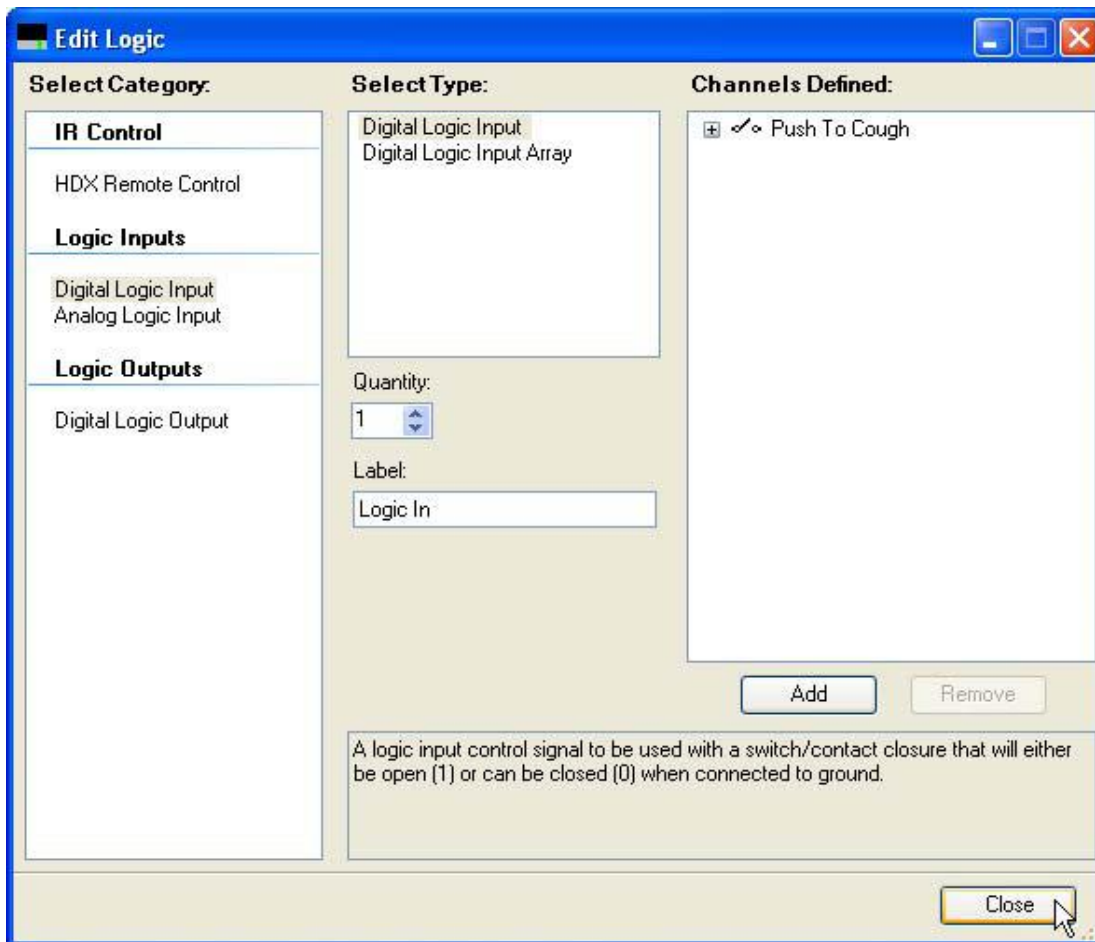 Edit Logic
Select Category:
IR Control
HDX Remote Control
Logic Inputs
Digital Logic Input
Analog Logic Input
Logic Outputs
Digital Logic Output
Select Type:
Digital Logic Input
Digital Logic Input Array
Quantity:
1
Label:
Logic In
Channels Defined:
Push To Cough
Add
Remove
A logic input control signal to be used with a switch/contact closure that will either
be open (1) or can be closed (0) when connected to ground.
Close